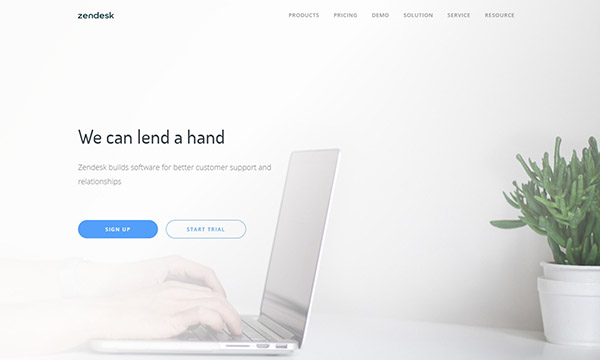 zendesk
PRODUCTS PRICING DEMO SOLUTION SERVICE RESOURCE
We can lend a hand
Zendesk builds software for better customer support and
relationships
SIGN UP START TRIAL